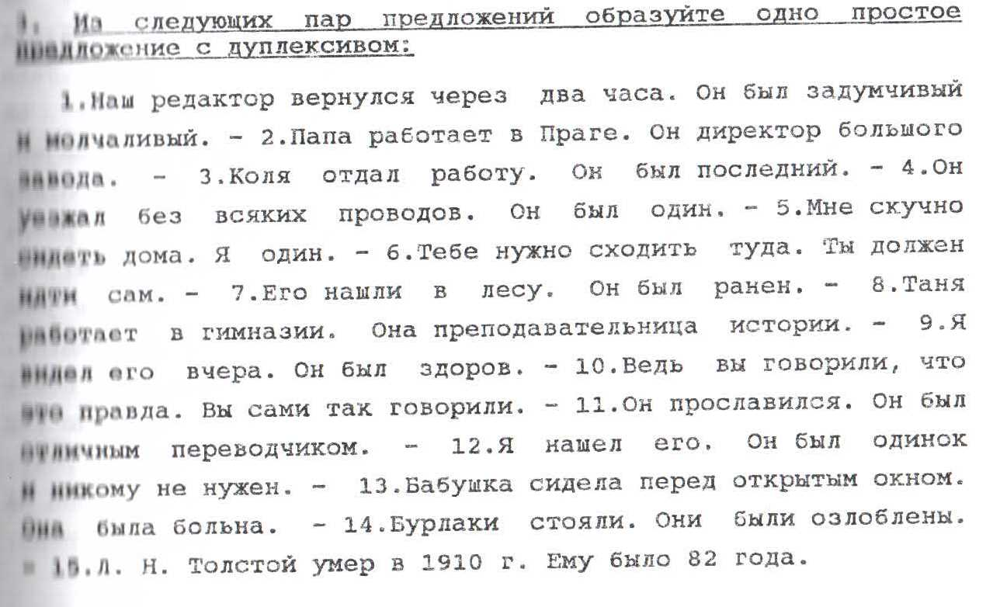 1. Из следующих пар предложений образуйте одно простое
предложение с дуплексивом:
1.Наш редактор вернулся через два часа. Он был задумчивый
и молчаливый. - 2.Папа работает в Праге. Он директор большого
завода. - 3.Коля отдал работу. Он был последний. - 4.Он
уезжал без всяких проводов. Он был один. - 5.Мне скучно
сидеть дома. Я один. - 6.Тебе нужно сходить туда. Ты должен
идти сам. - 7.Его нашли в лесу. Он был ранен. - 8.Таня
работает в гимназии. Она преподавательница истории. - 9.Я
видел его вчера. Он был здоров. - 10.Ведь вы говорили, что
это правда. Вы сами так говорили. - 11.Он прославился. Он был
отличным переводчиком. - 12.Я нашел его. Он был одинок
и никому не нужен. - 13.Бабушка сидела перед открытым окном.
Она была больна. - 14.Бурлаки стояли. Они были озлоблены.
- 15.Л. Н. Толстой умер в 1910 г. Ему было 82 года.